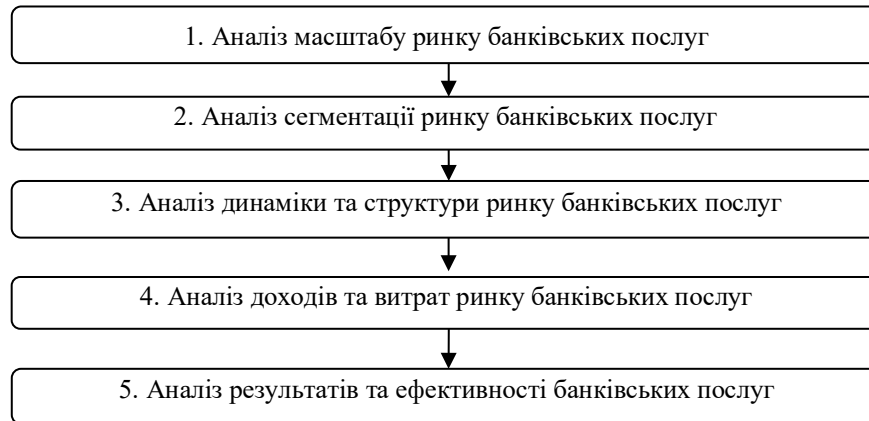 1. Аналіз масштабу ринку банківських послуг
2. Аналіз сегментації ринку банківських послуг
3. Аналіз динаміки та структури ринку банківських послуг
4. Аналіз доходів та витрат ринку банківських послуг
5. Аналіз результатів та ефективності банківських послуг